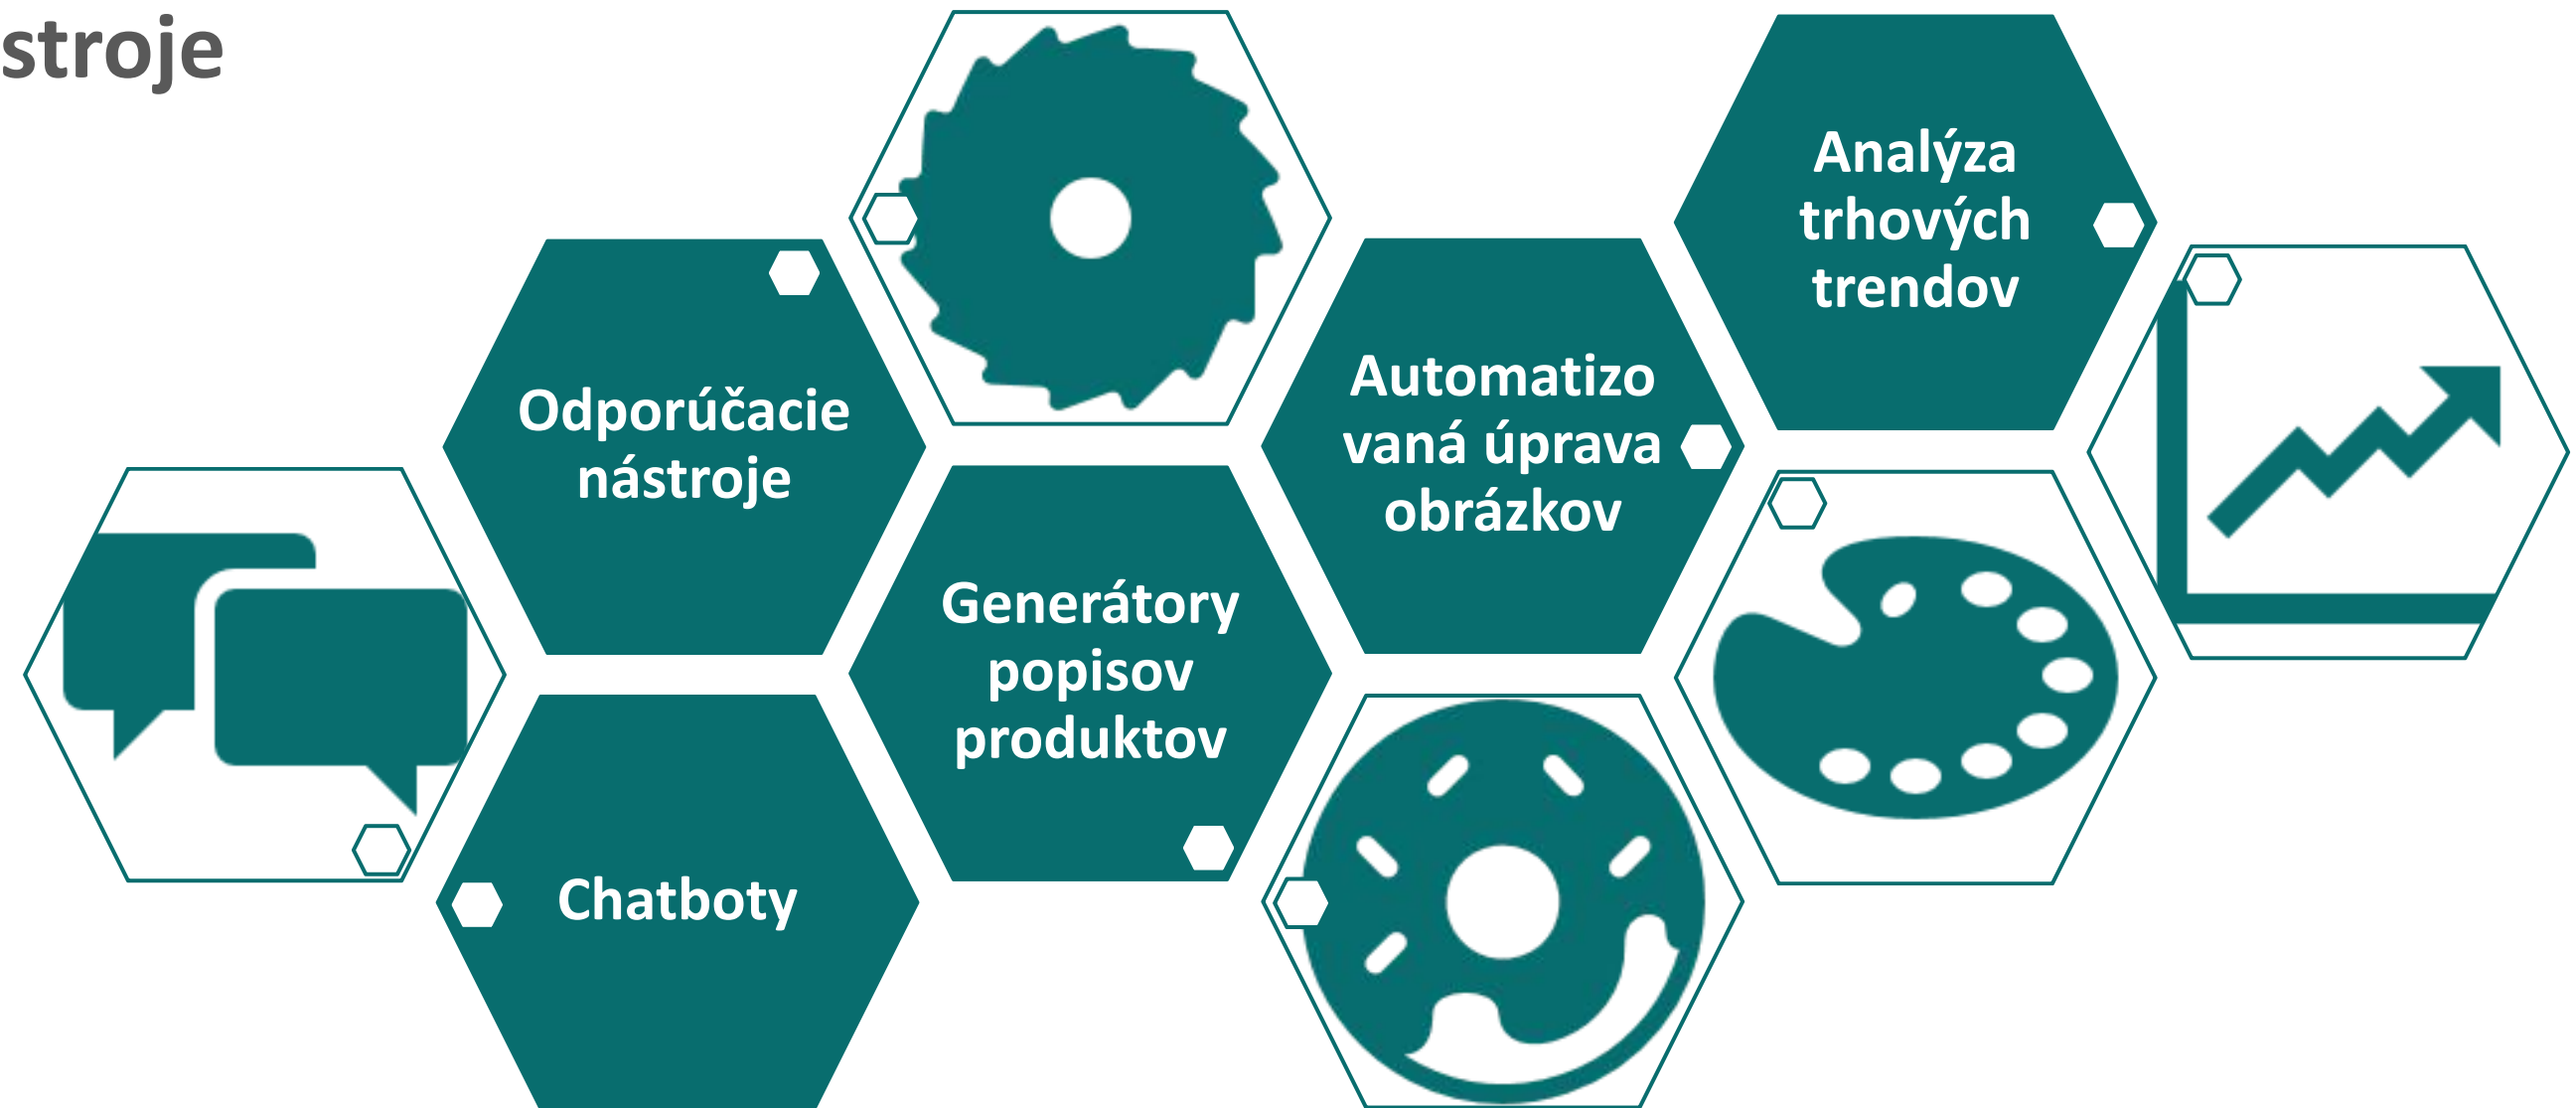 stroje
Analýza
trhových
trendov
Odporúčacie
nástroje
Automatizo
vaná úprava
obrázkov
Generátory
popisov
produktov
Chatboty